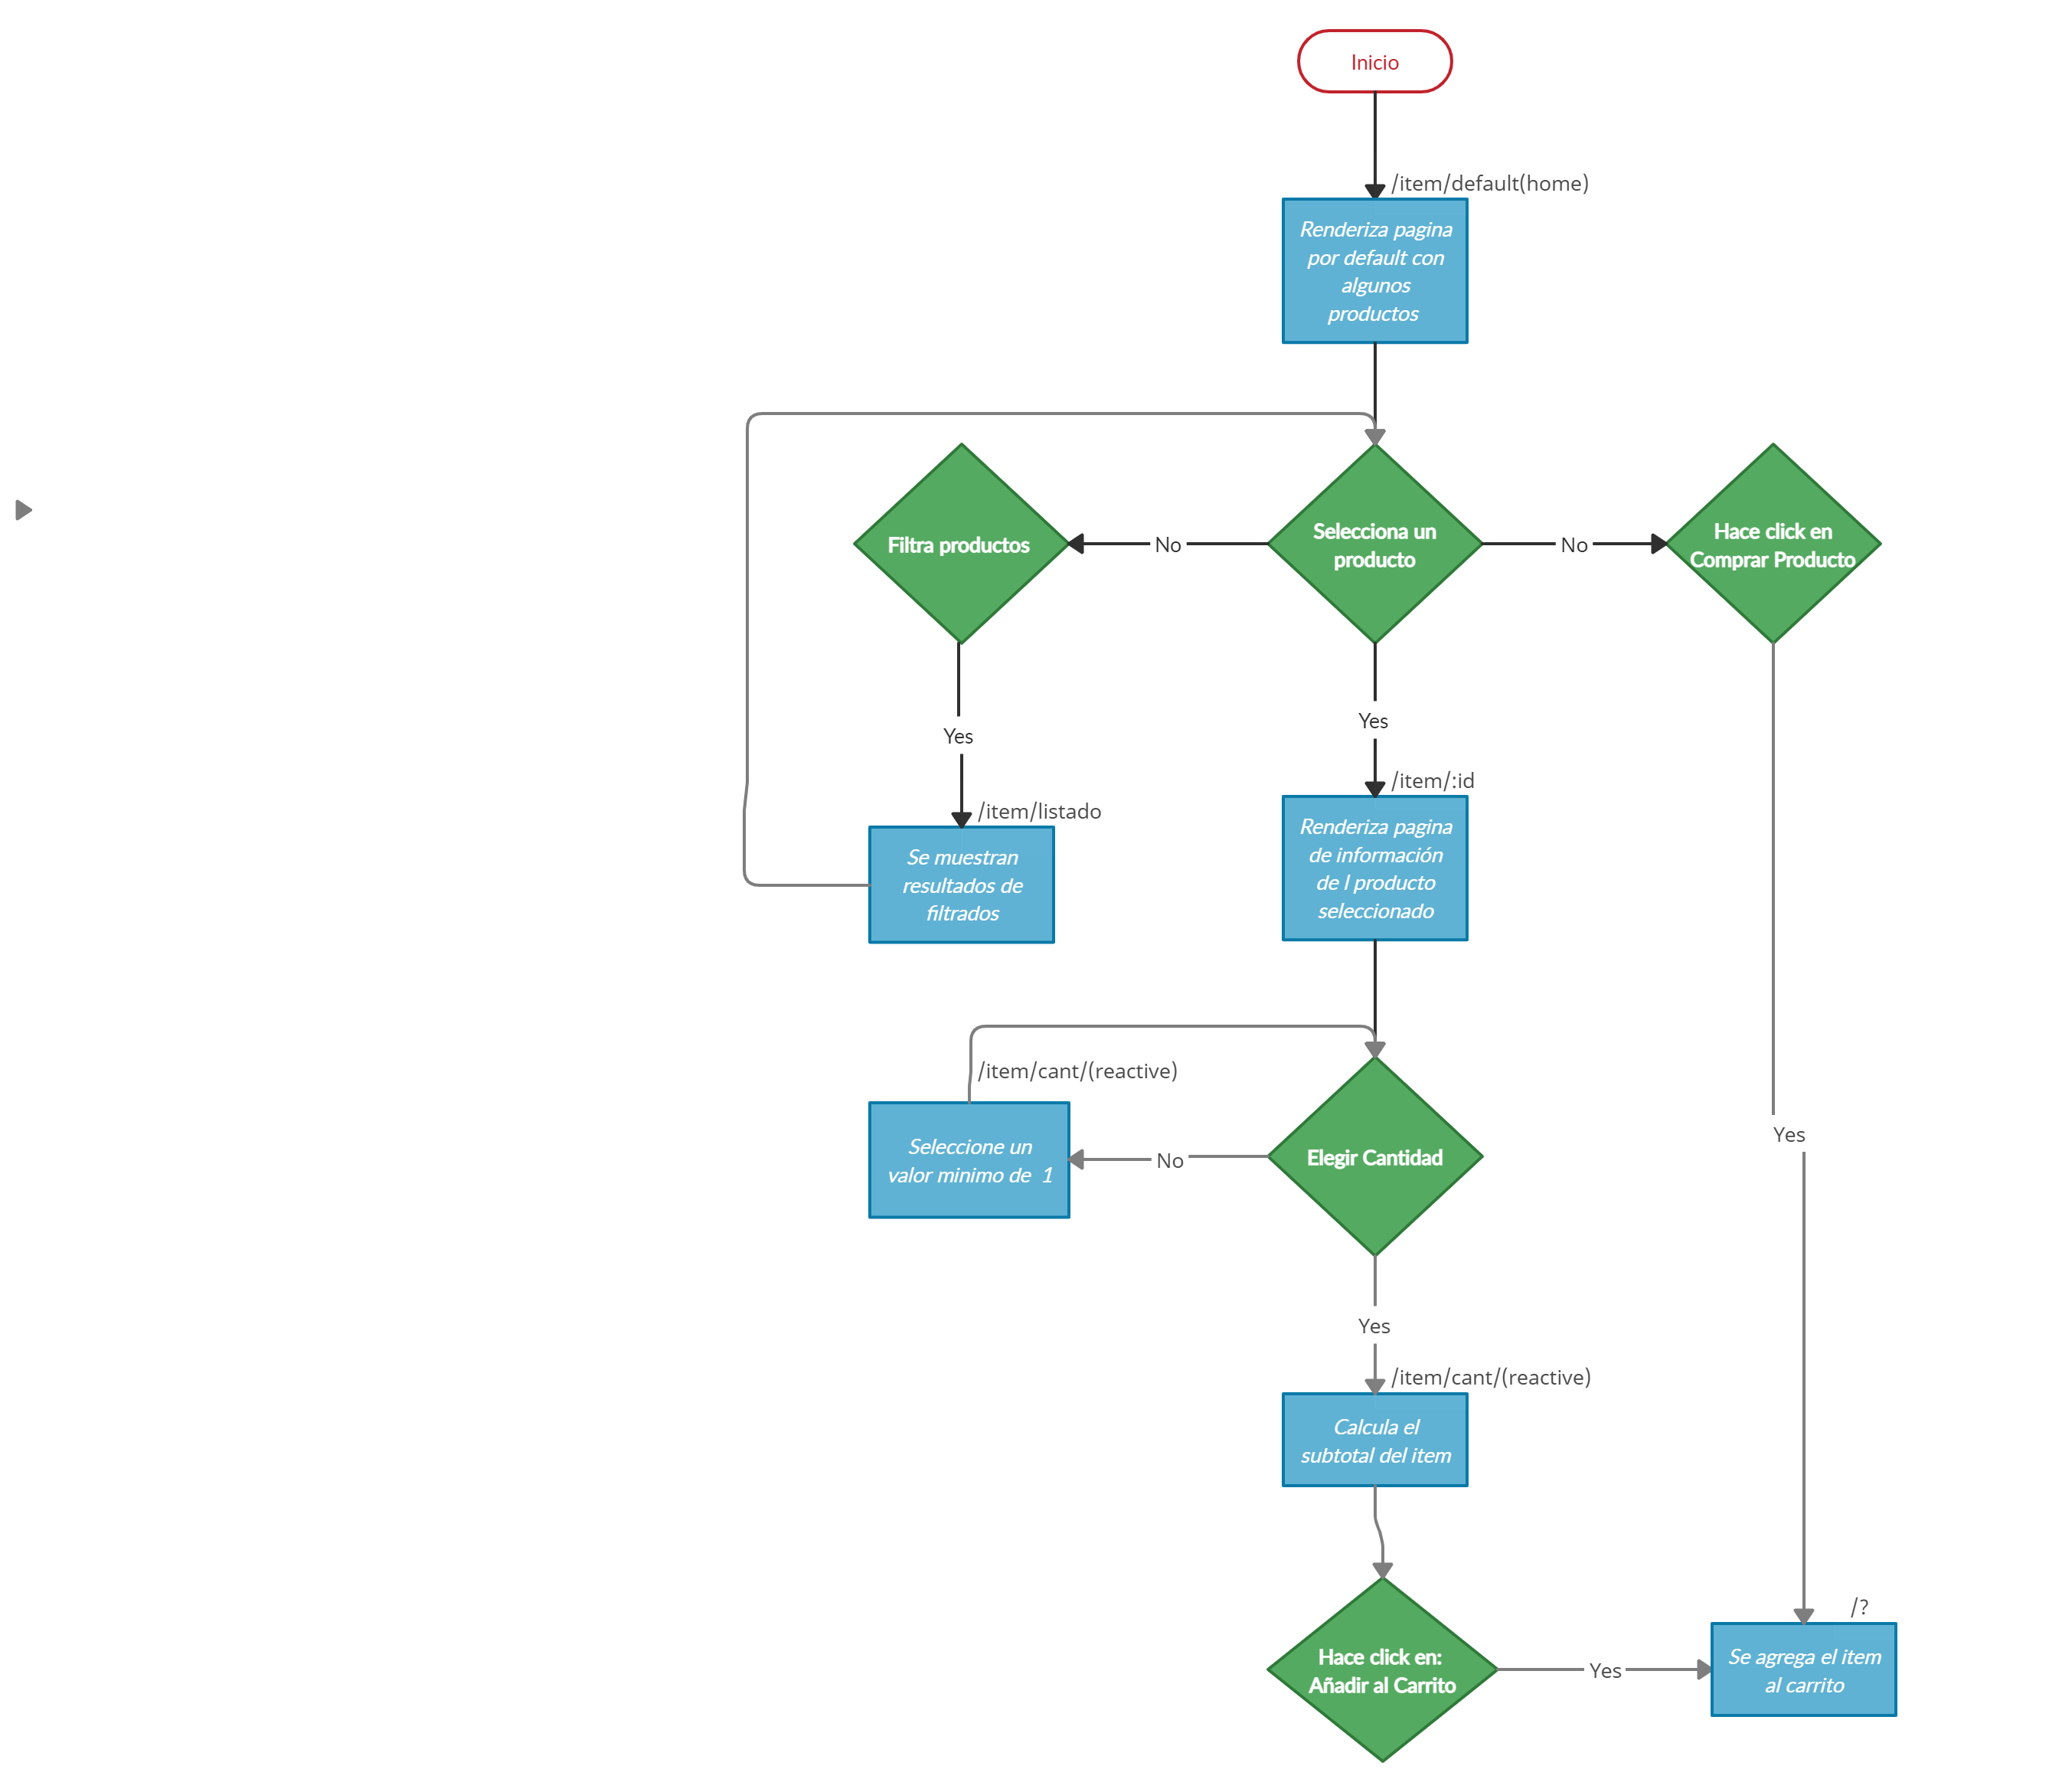 Inicio
/item/default(home)
Renderiza pagina
por default con
algunos
productos
Filtra productos
No
Selecciona un
producto
No
Hace click en
Comprar Producto
Yes
Yes
/item/listado
/item/:id
Se muestran
resultados de
filtrados
Renderiza pagina
de información
de l producto
seleccionado
/item/cant/(reactive)
Seleccione un
valor minimo de 1
No
Elegir Cantidad
Yes
Yes
/item/cant/(reactive)
Calcula el
subtotal del item
/?
Hace click en:
Añadir al Carrito
Yes
Se agrega el item
al carrito